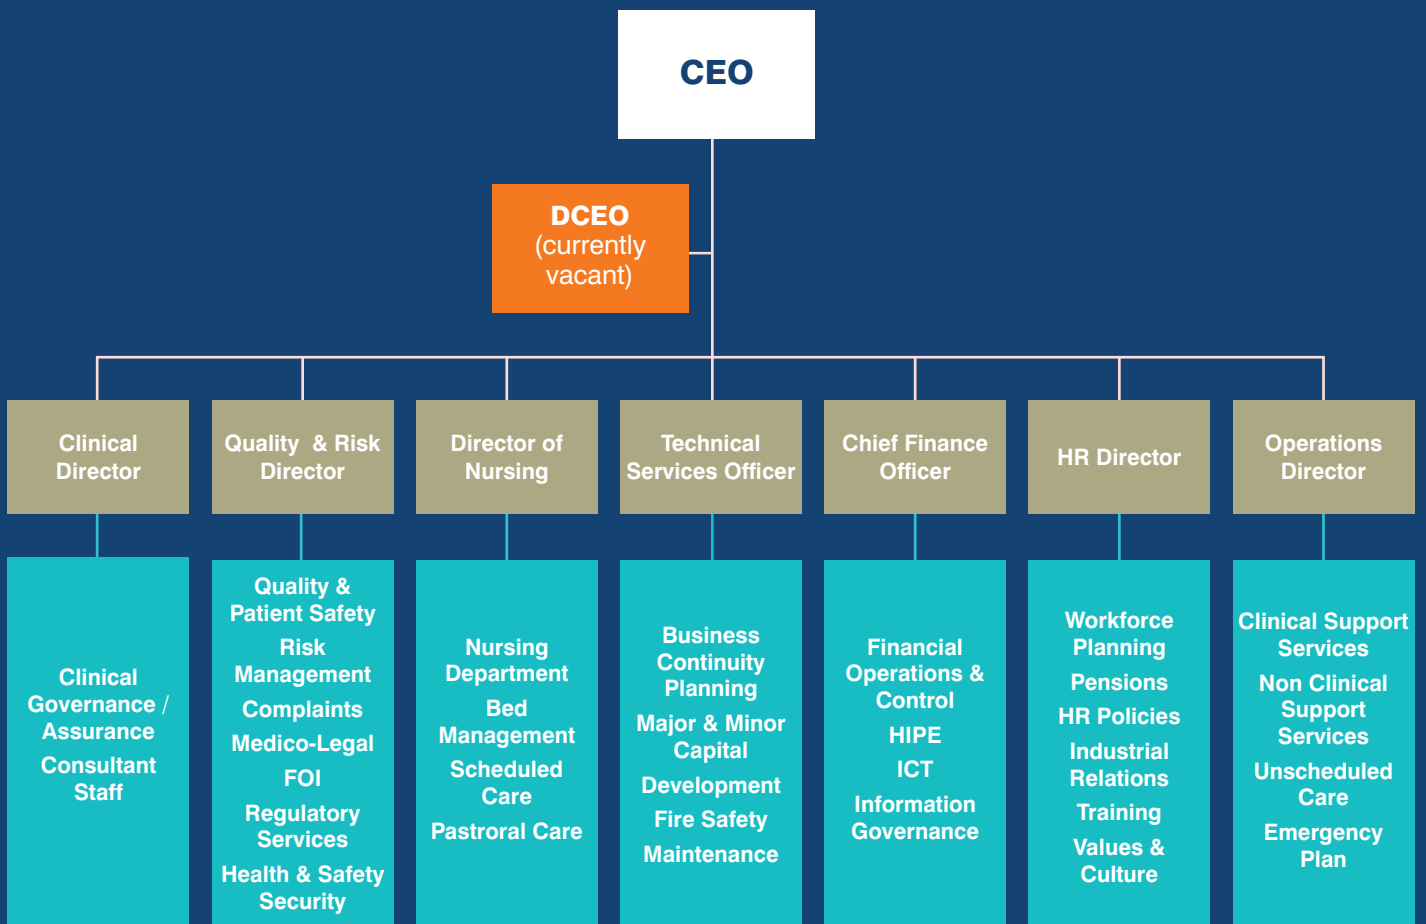 CEO
DCEO
(currently
vacant)
Clinical
Director
Quality & Risk
Director
Director of
Nursing
Technical
Services Officer
Chief Finance
Officer
HR Director
Operations
Director
Clinical
Governance /
Assurance
Consultant
Staff
Quality &
Patient Safety
Risk
Management
Complaints
Medico-Legal
FOI
Regulatory
Services
Health & Safety
Security
Nursing
Department
Bed
Management
Scheduled
Care
Pastroral Care
Business
Continuity
Planning
Major & Minor
Capital
Development
Fire Safety
Maintenance
Financial
Operations &
Control
HIPE
ICT
Information
Governance
Workforce
Planning
Pensions
HR Policies
Industrial
Relations
Training
Values &
Culture
Clinical Support
Services
Non Clinical
Support
Services
Unscheduled
Care
Emergency
Plan